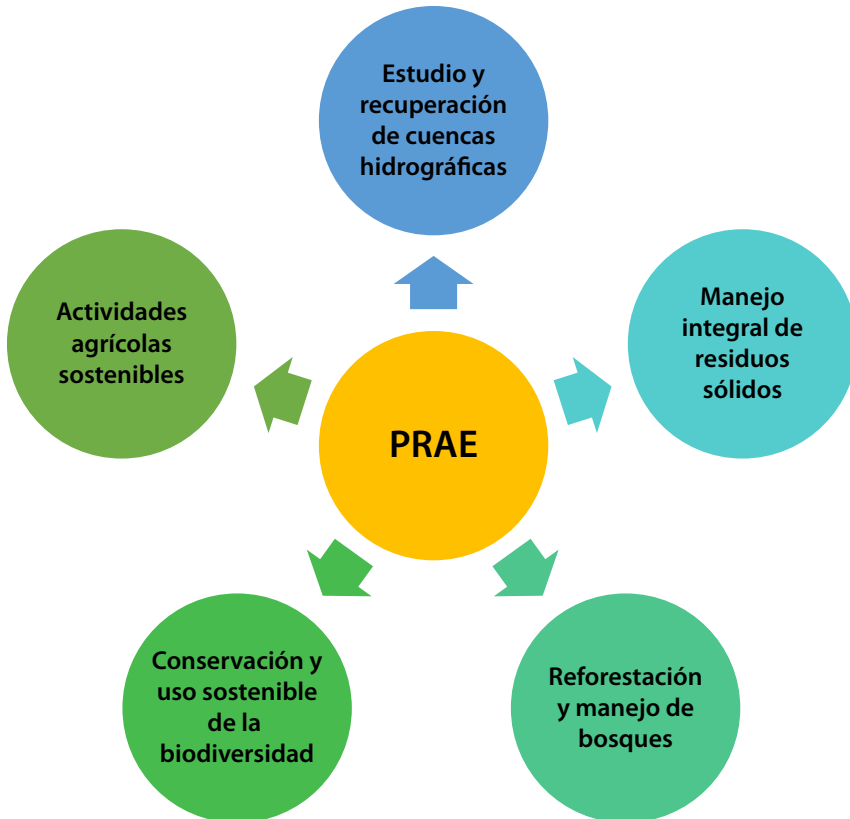 Estudio y
recuperación
de cuencas
hidrográficas
Manejo
integral de
residuos
sólidos
Reforestación
y manejo de
bosques
Conservación y
uso sostenible
de la
biodiversidad
Actividades
agrícolas
sostenibles
PRAE